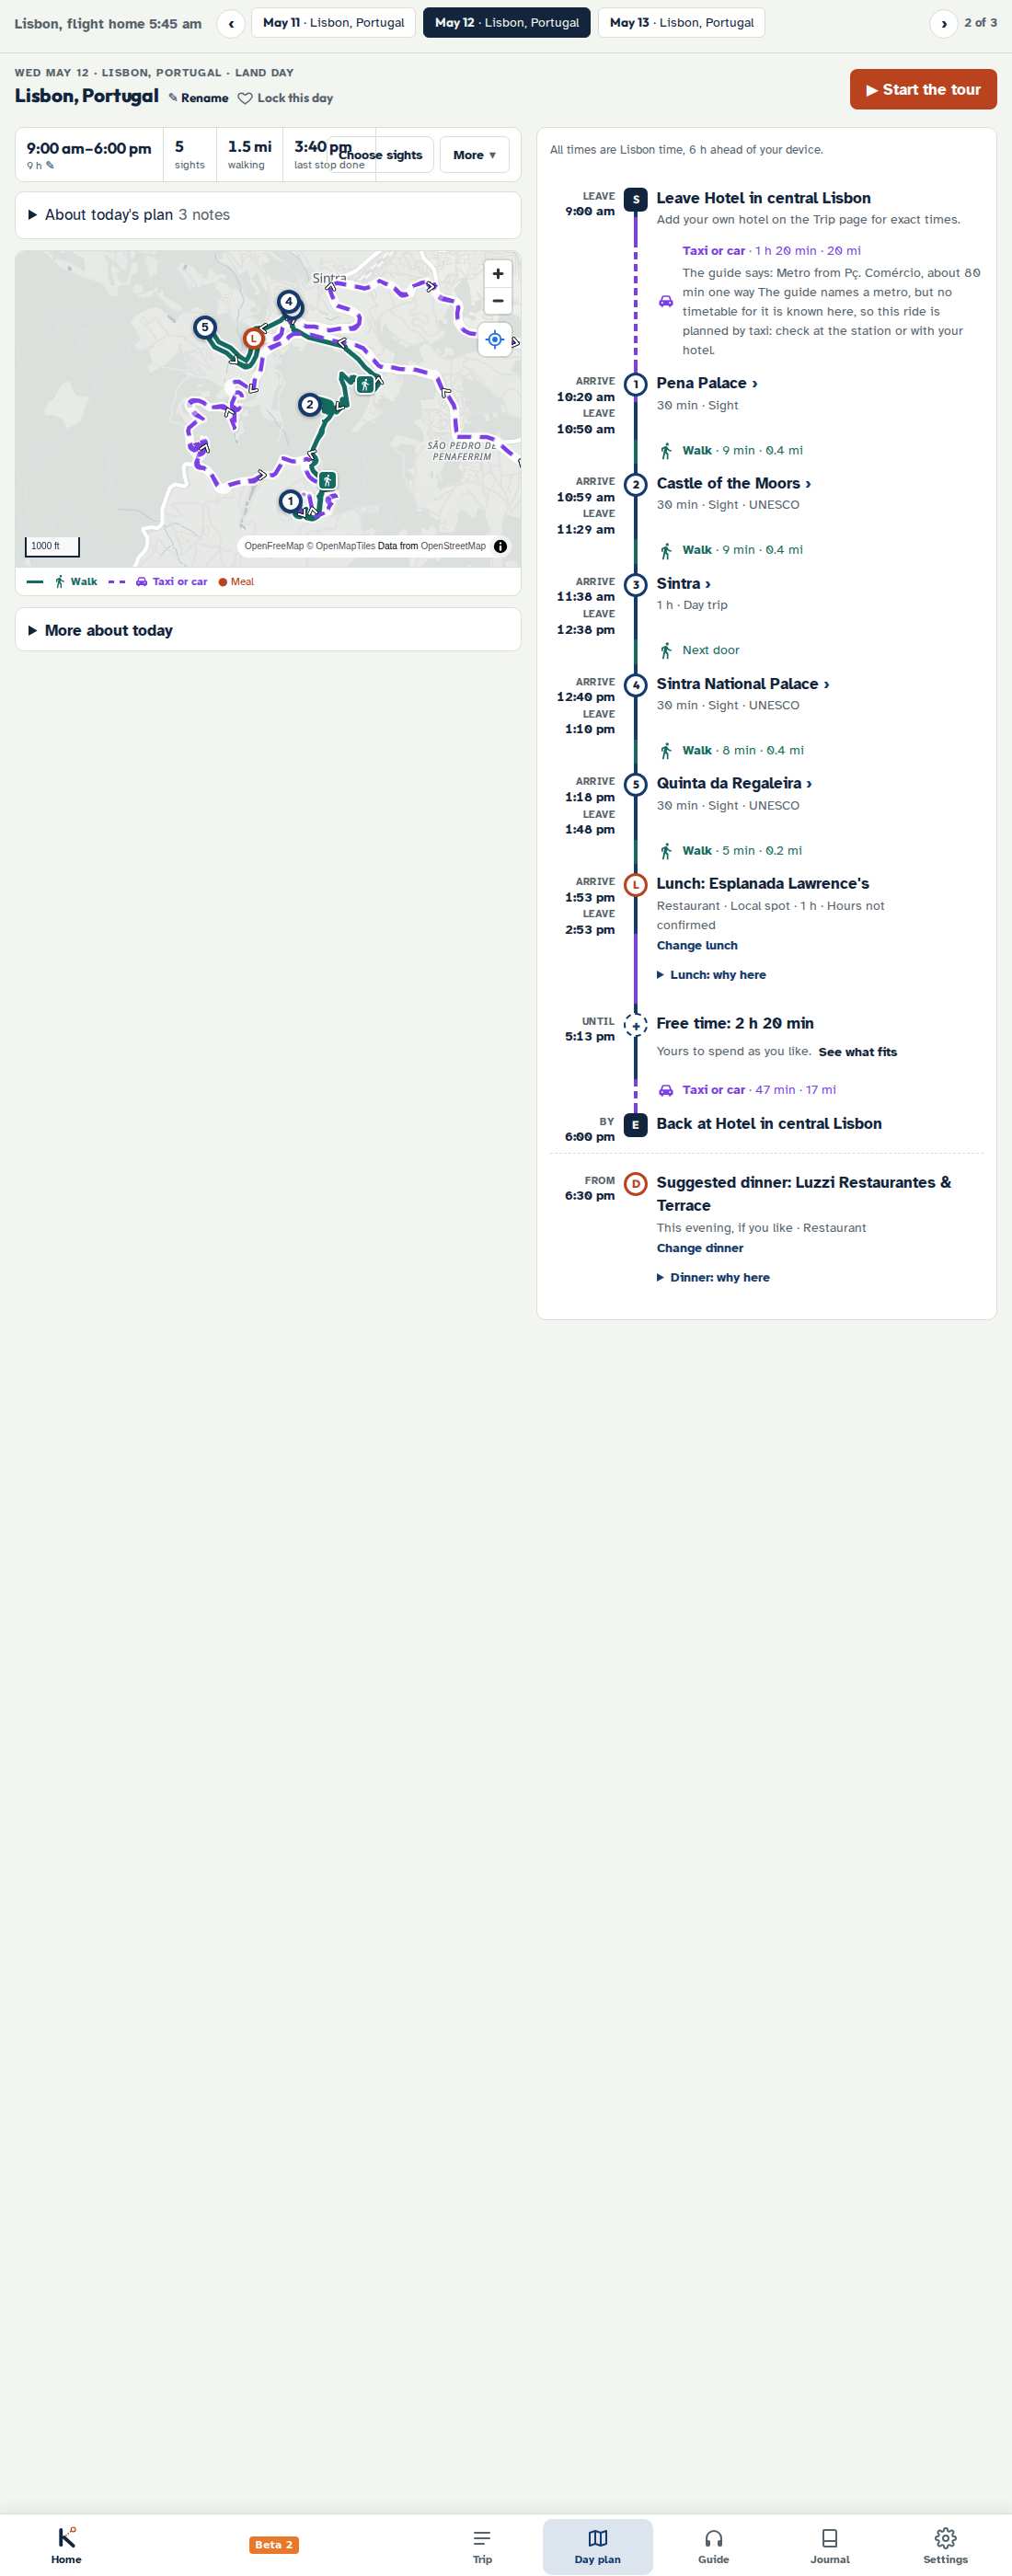 Lisbon, flight home 5:45 am
‹
May 11 · Lisbon, Portugal
May 12 · Lisbon, Portugal
May 13 · Lisbon, Portugal
› 2 of 3
WED MAY 12 · LISBON, PORTUGAL · LAND DAY
Lisbon, Portugal ✎ Rename ♡ Lock this day
▶ Start the tour
9:00 am–6:00 pm
9 h ✎
5
sights
1.5 mi
walking
3:40 pm
last stop done
Choose sights
More ▾
▶ About today's plan 3 notes
Sintra
4
5
L
2
SÃO PEDRO DE
PENAFERRIM
1
+
−
1000 ft
OpenFreeMap © OpenMapTiles Data from OpenStreetMap
Walk
Taxi or car
Meal
▶ More about today
All times are Lisbon time, 6 h ahead of your device.
LEAVE
9:00 am
S
Leave Hotel in central Lisbon
Add your own hotel on the Trip page for exact times.
Taxi or car · 1 h 20 min · 20 mi
The guide says: Metro from Pç. Comércio, about 80
min one way The guide names a metro, but no
timetable for it is known here, so this ride is
planned by taxi: check at the station or with your
hotel.
ARRIVE
10:20 am
LEAVE
10:50 am
1
Pena Palace ›
30 min · Sight
Walk · 9 min · 0.4 mi
ARRIVE
10:59 am
LEAVE
11:29 am
2
Castle of the Moors ›
30 min · Sight · UNESCO
Walk · 9 min · 0.4 mi
ARRIVE
11:38 am
LEAVE
12:38 pm
3
Sintra ›
1 h · Day trip
Next door
ARRIVE
12:40 pm
LEAVE
1:10 pm
4
Sintra National Palace ›
30 min · Sight · UNESCO
Walk · 8 min · 0.4 mi
ARRIVE
1:18 pm
LEAVE
1:48 pm
5
Quinta da Regaleira ›
30 min · Sight · UNESCO
Walk · 5 min · 0.2 mi
ARRIVE
1:53 pm
LEAVE
2:53 pm
L
Lunch: Esplanada Lawrence's
Restaurant · Local spot · 1 h · Hours not
confirmed
Change lunch
▶ Lunch: why here
UNTIL
5:13 pm
+
Free time: 2 h 20 min
Yours to spend as you like. See what fits
Taxi or car · 47 min · 17 mi
BY
6:00 pm
E
Back at Hotel in central Lisbon
FROM
6:30 pm
D
Suggested dinner: Luzzi Restaurantes &
Terrace
This evening, if you like · Restaurant
Change dinner
▶ Dinner: why here
Home
Beta 2
Trip
Day plan
Guide
Journal
Settings